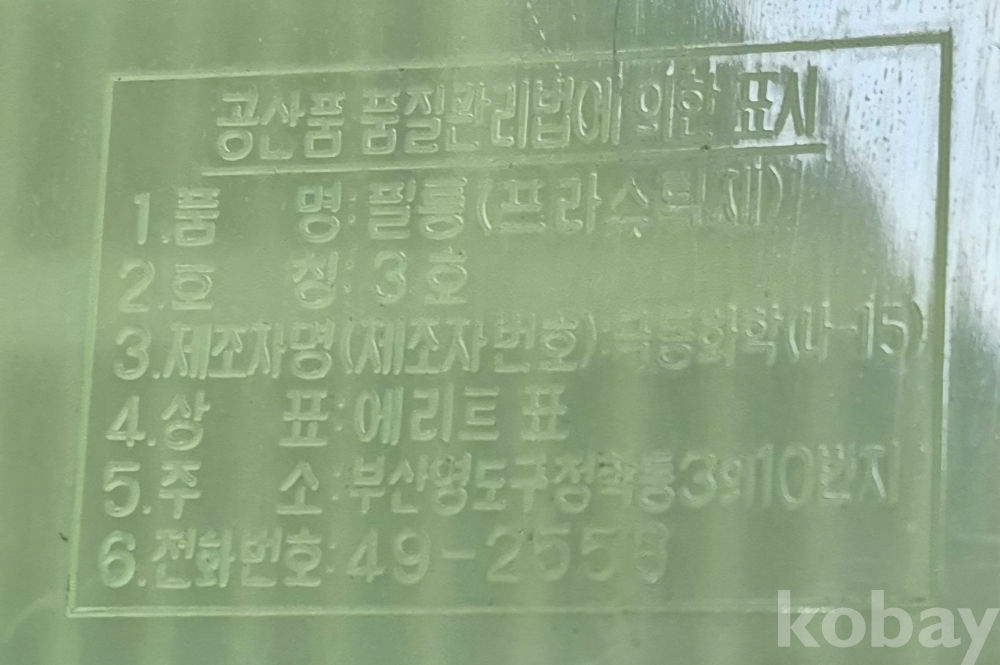 공산품 품질관리법에 의한 표시
1.품 명:필통(프라스틱제)
2.호 칭:3호
3.제조자명(제조자번호): (나-15)
4.상 표:에리트표
5.주 소:부산영도구청학동3의10번지
6.전화번호:49-2558
kobay